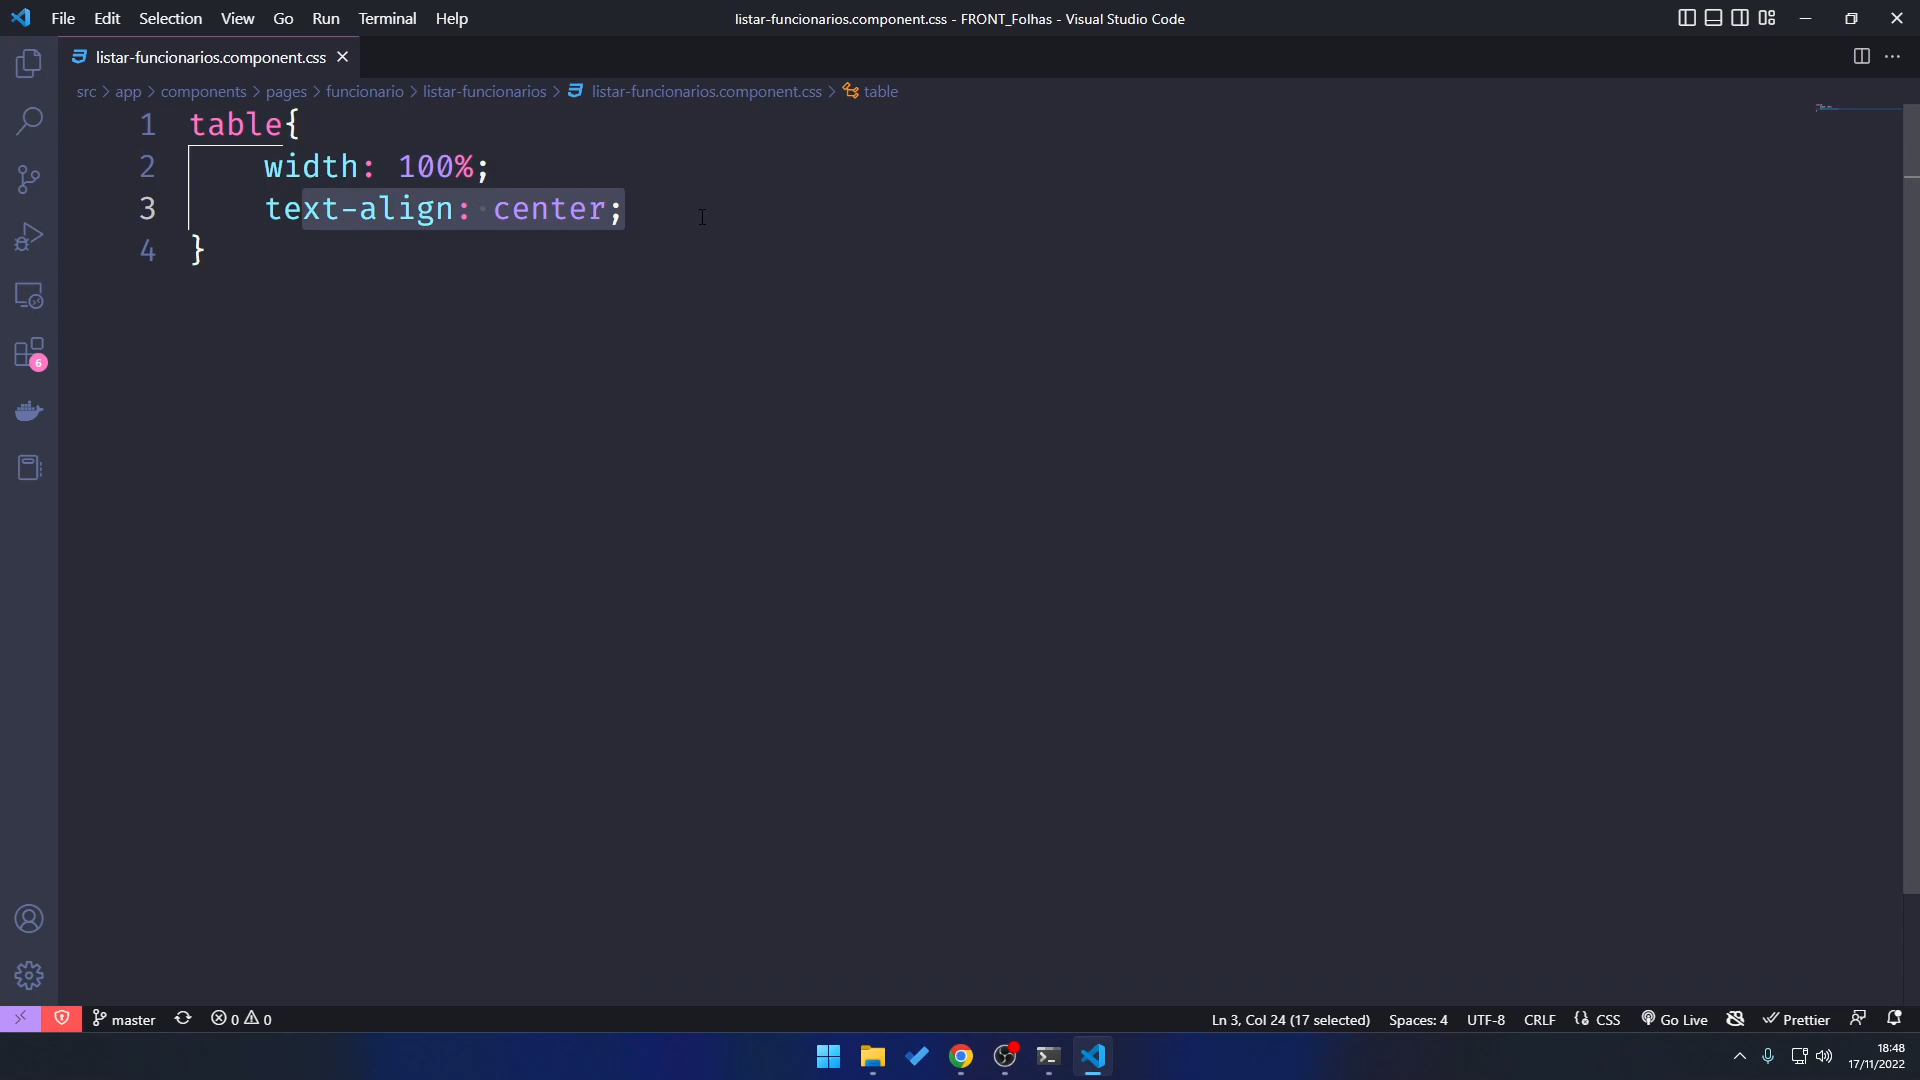 File Edit Selection View Go Run Terminal Help listar-funcionarios.component.css - FRONT_Folhas - Visual Studio Code
listar-funcionarios.component.css
src > app > components > pages > funcionario > listar-funcionarios > listar-funcionarios.component.css > table
1 table{
2 width: 100%;
3 text-align: center;
4 }
6
master 0 0 Ln 3, Col 24 (17 selected) Spaces: 4 UTF-8 CRLF CSS Go Live Prettier
18:48
17/11/2022